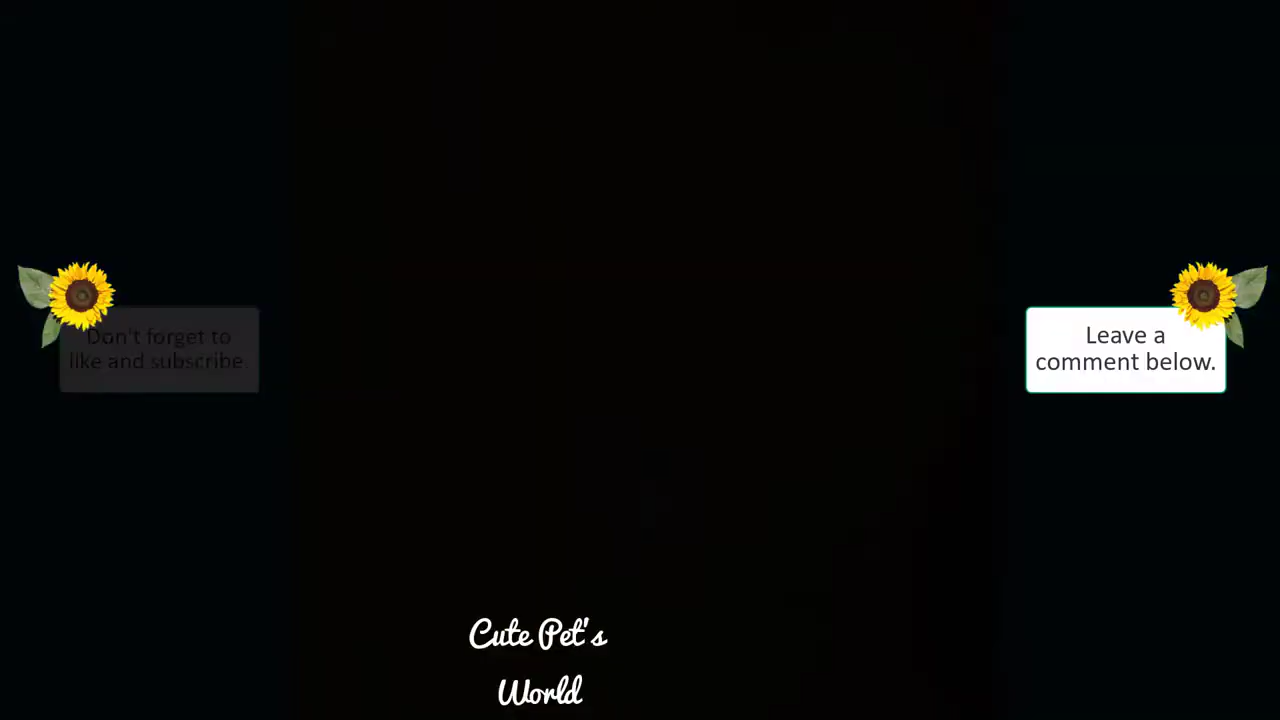 Don't forget to
like and subscribe.
Leave a
comment below.
Cute Pet's
World